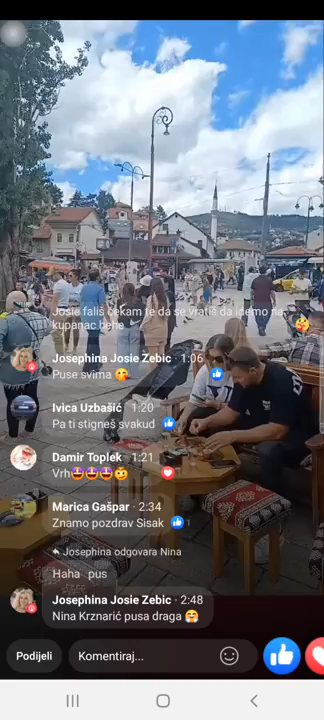 Josie fališ čekam te da se vratiš da idemo na
kupanac hehe
Josephina Josie Zebic · 1:06
Puse svima
Ivica Uzbašić · 1:20
Pa ti stigneš svakud
Damir Toplek · 1:21
Vrh
Marica Gašpar · 2:34
Znamo pozdrav Sisak
1
Josephina odgovara Nina
Haha pus
Josephina Josie Zebic · 2:48
Nina Krznarić pusa draga
Podijeli
Komentiraj...